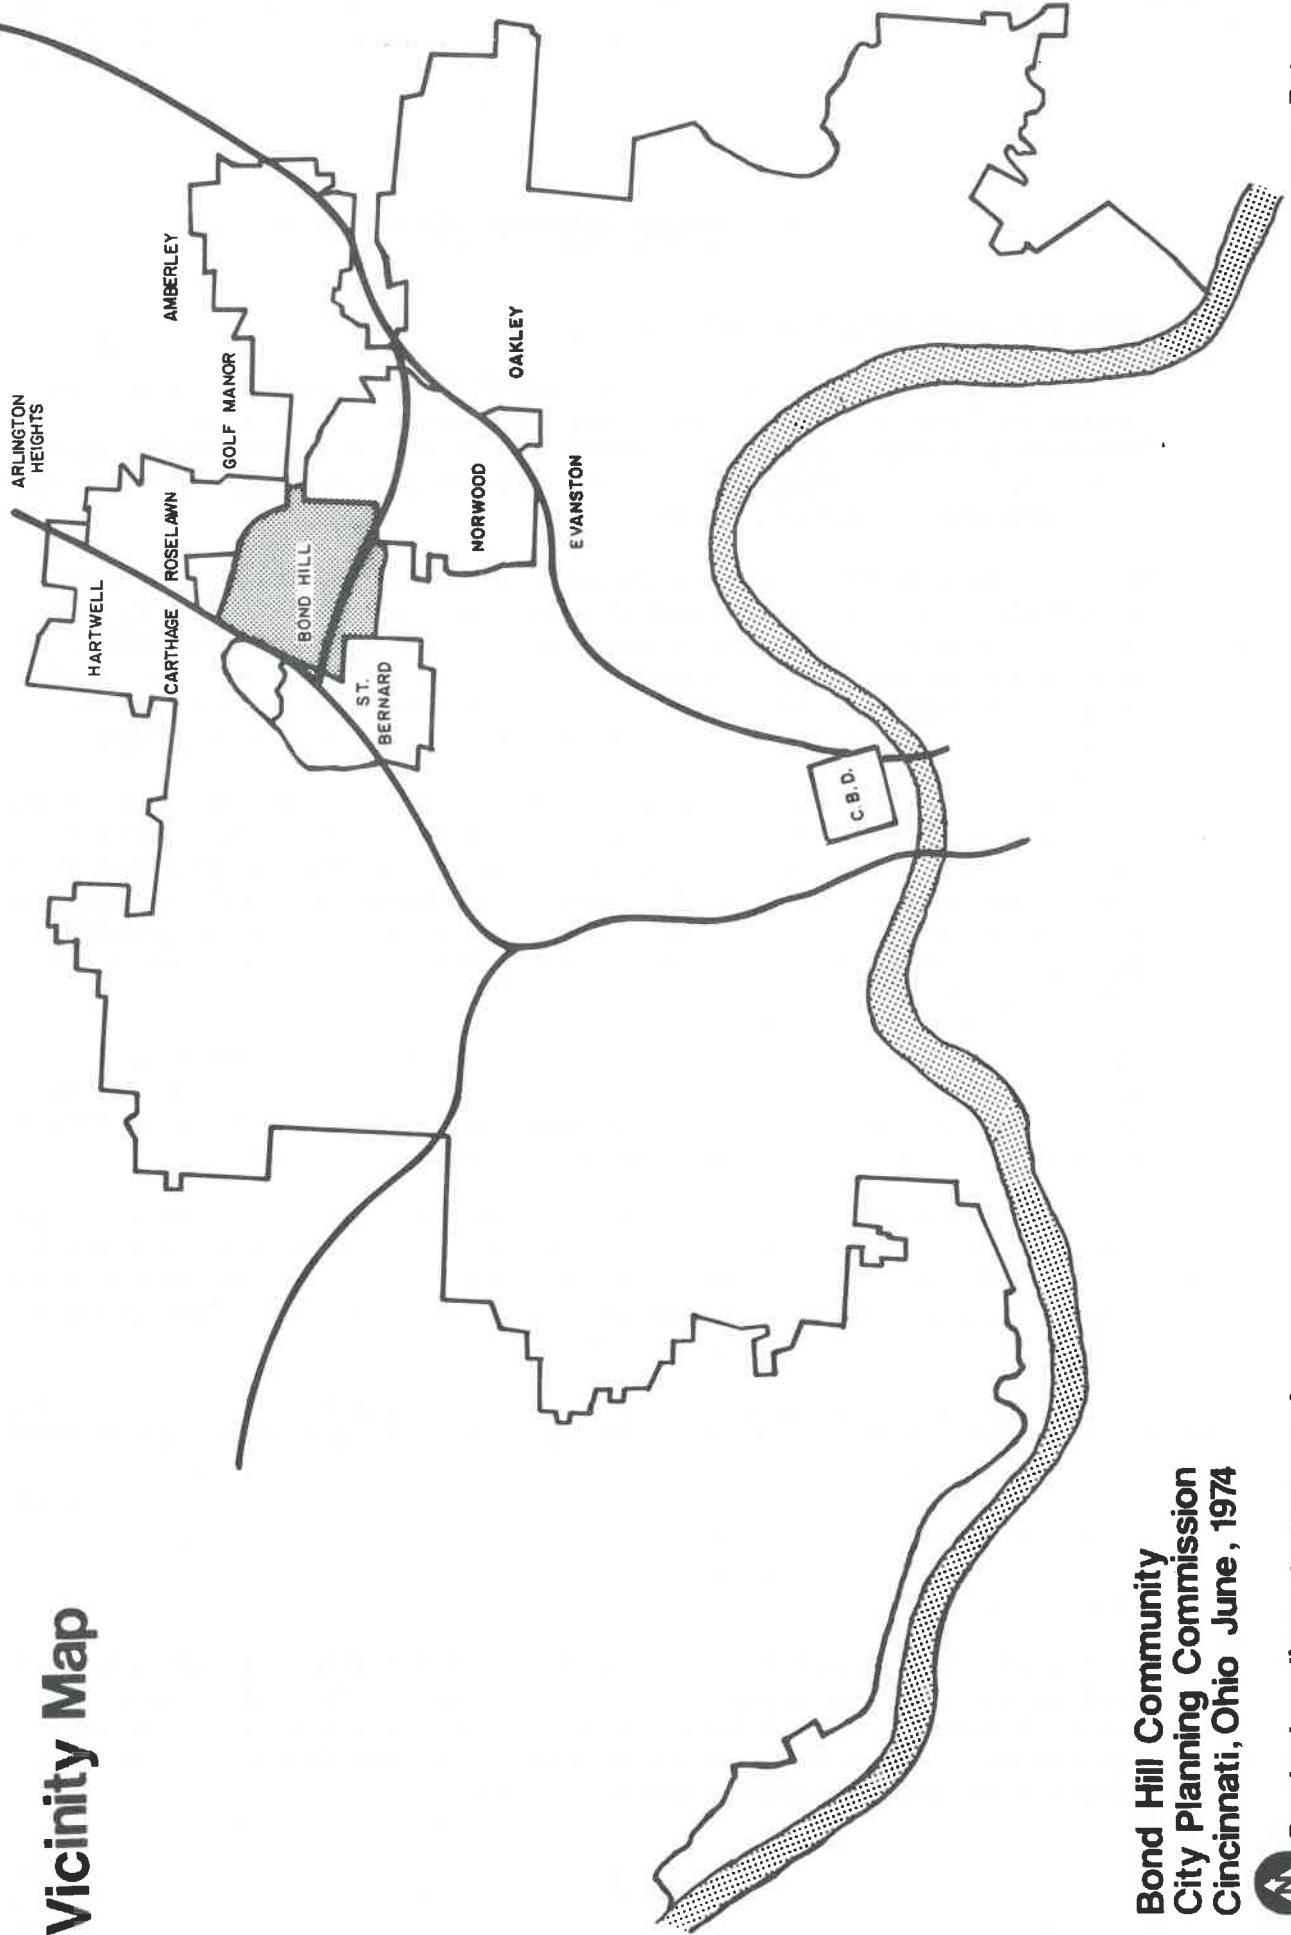 Vicinity Map
ARLINGTON
HEIGHTS
HARTWELL
CARTHAGE
ROSELAWN
AMBERLEY
GOLF MANOR
BOND HILL
ST.
BERNARD
NORWOOD
OAKLEY
EVANSTON
C.B.D.
Bond Hill Community
City Planning Commission
Cincinnati, Ohio June, 1974
N